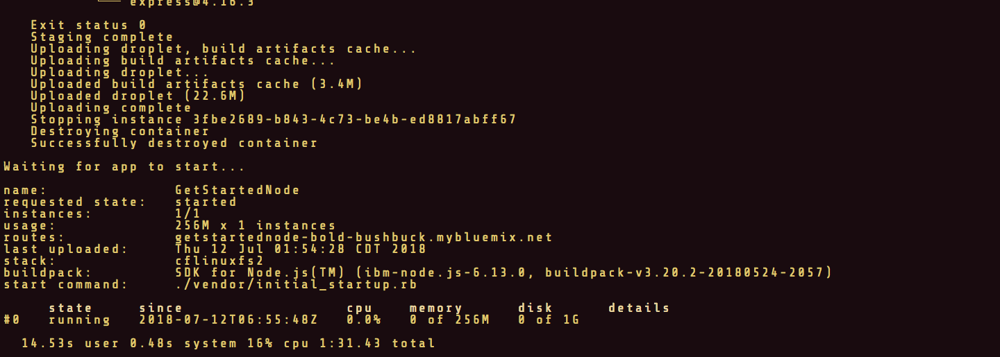 express@4.16.3
Exit status 0
Staging complete
Uploading droplet, build artifacts cache...
Uploading build artifacts cache...
Uploading droplet...
Uploaded build artifacts cache (3.4M)
Uploaded droplet (22.6M)
Uploading complete
Stopping instance 3fbe2689-b843-4c73-be4b-ed8817abff67
Destroying container
Successfully destroyed container
Waiting for app to start...
name: GetStartedNode
requested state: started
instances: 1/1
usage: 256M x 1 instances
routes: getstartednode-bold-bushbuck.mybluemix.net
last uploaded: Thu 12 Jul 01:54:28 CDT 2018
stack: cflinuxfs2
buildpack: SDK for Node.js(TM) (ibm-node.js-6.13.0, buildpack-v3.20.2-20180524-2057)
start command: ./vendor/initial_startup.rb
state since cpu memory disk details
#0 running 2018-07-12T06:55:48Z 0.0% 0 of 256M 0 of 1G
14.53s user 0.48s system 16% cpu 1:31.43 total